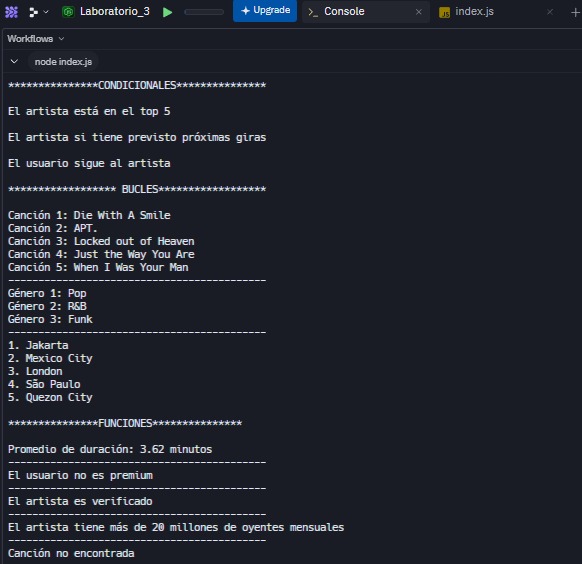 Laboratorio_3
Upgrade
Console
index.js
Workflows
node index.js
***************CONDICIONALES***************
El artista está en el top 5
El artista si tiene previsto próximas giras
El usuario sigue al artista
****************** BUCLES******************
Canción 1: Die With A Smile
Canción 2: APT.
Canción 3: Locked out of Heaven
Canción 4: Just the Way You Are
Canción 5: When I Was Your Man
-------------------------------------------
Género 1: Pop
Género 2: R&B
Género 3: Funk
-------------------------------------------
1. Jakarta
2. Mexico City
3. London
4. São Paulo
5. Quezon City
***************FUNCIONES***************
Promedio de duración: 3.62 minutos
-------------------------------------------
El usuario no es premium
-------------------------------------------
El artista es verificado
-------------------------------------------
El artista tiene más de 20 millones de oyentes mensuales
-------------------------------------------
Canción no encontrada